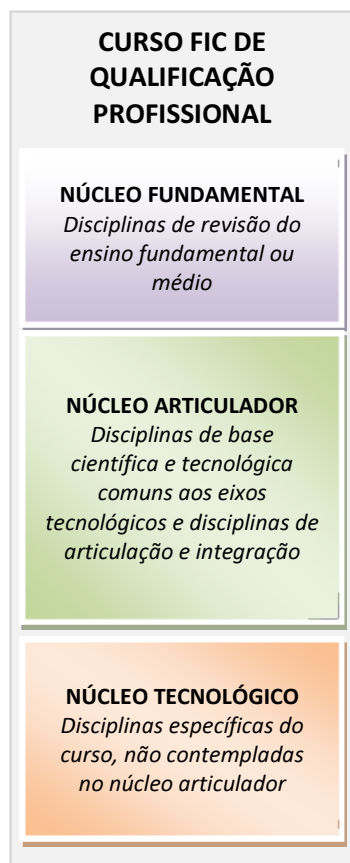 CURSO FIC DE
QUALIFICAÇÃO
PROFISSIONAL
NÚCLEO FUNDAMENTAL
Disciplinas de revisão do
ensino fundamental ou
médio
NÚCLEO ARTICULADOR
Disciplinas de base
científica e tecnológica
comuns aos eixos
tecnológicos e disciplinas de
articulação e integração
NÚCLEO TECNOLÓGICO
Disciplinas específicas do
curso, não contempladas
no núcleo articulador